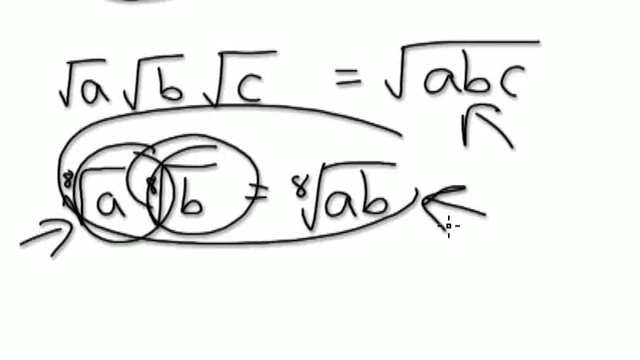 √a √b √c = √abc
⁸√a ⁸√b = ⁸√ab